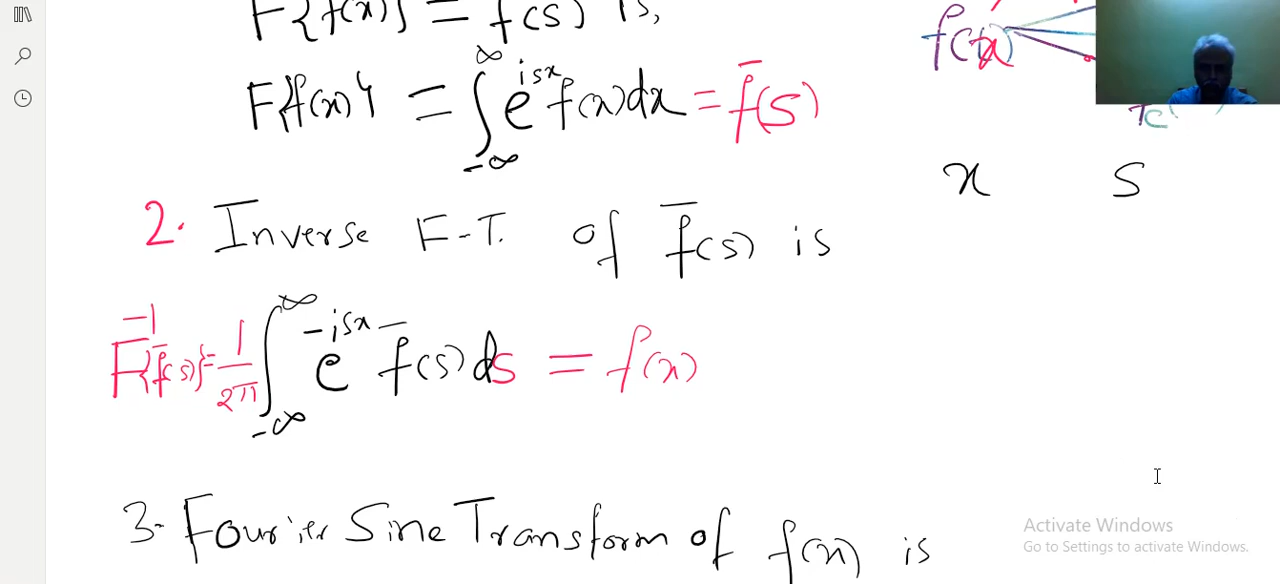 F{f(x)} = f(s) is,
f(x)
F{f(x)} = ∫_{-∞}^{∞} e^{isx} f(x)dx = f̅(s)
x s
2. Inverse F.T. of f̅(s) is
F^{-1}{f̅(s)} = 1/2π ∫_{-∞}^{∞} e^{-isx} f̅(s) ds = f(x)
3. Fourier Sine Transform of f(x) is
Activate Windows
Go to Settings to activate Windows.